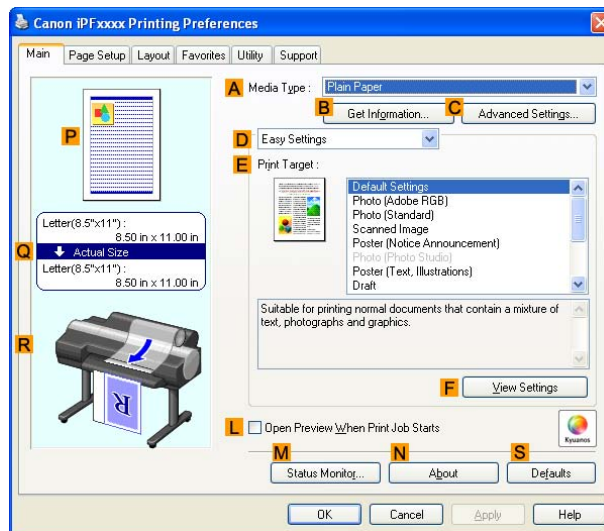 Canon iPFxxxx Printing Preferences
Main Page Setup Layout Favorites Utility Support
A Media Type : Plain Paper
B Get Information... C Advanced Settings...
D Easy Settings
E Print Target :
Default Settings
Photo (Adobe RGB)
Photo (Standard)
Scanned Image
Poster (Notice Announcement)
Photo (Photo Studio)
Poster (Text, Illustrations)
Draft
Suitable for printing normal documents that contain a mixture of
text, photographs and graphics.
F View Settings
P
Letter(8.5"x11") :
8.50 in x 11.00 in
Q Actual Size
Letter(8.5"x11") :
8.50 in x 11.00 in
R
R
L Open Preview When Print Job Starts
Kyuanos
M Status Monitor... N About S Defaults
OK Cancel Apply Help